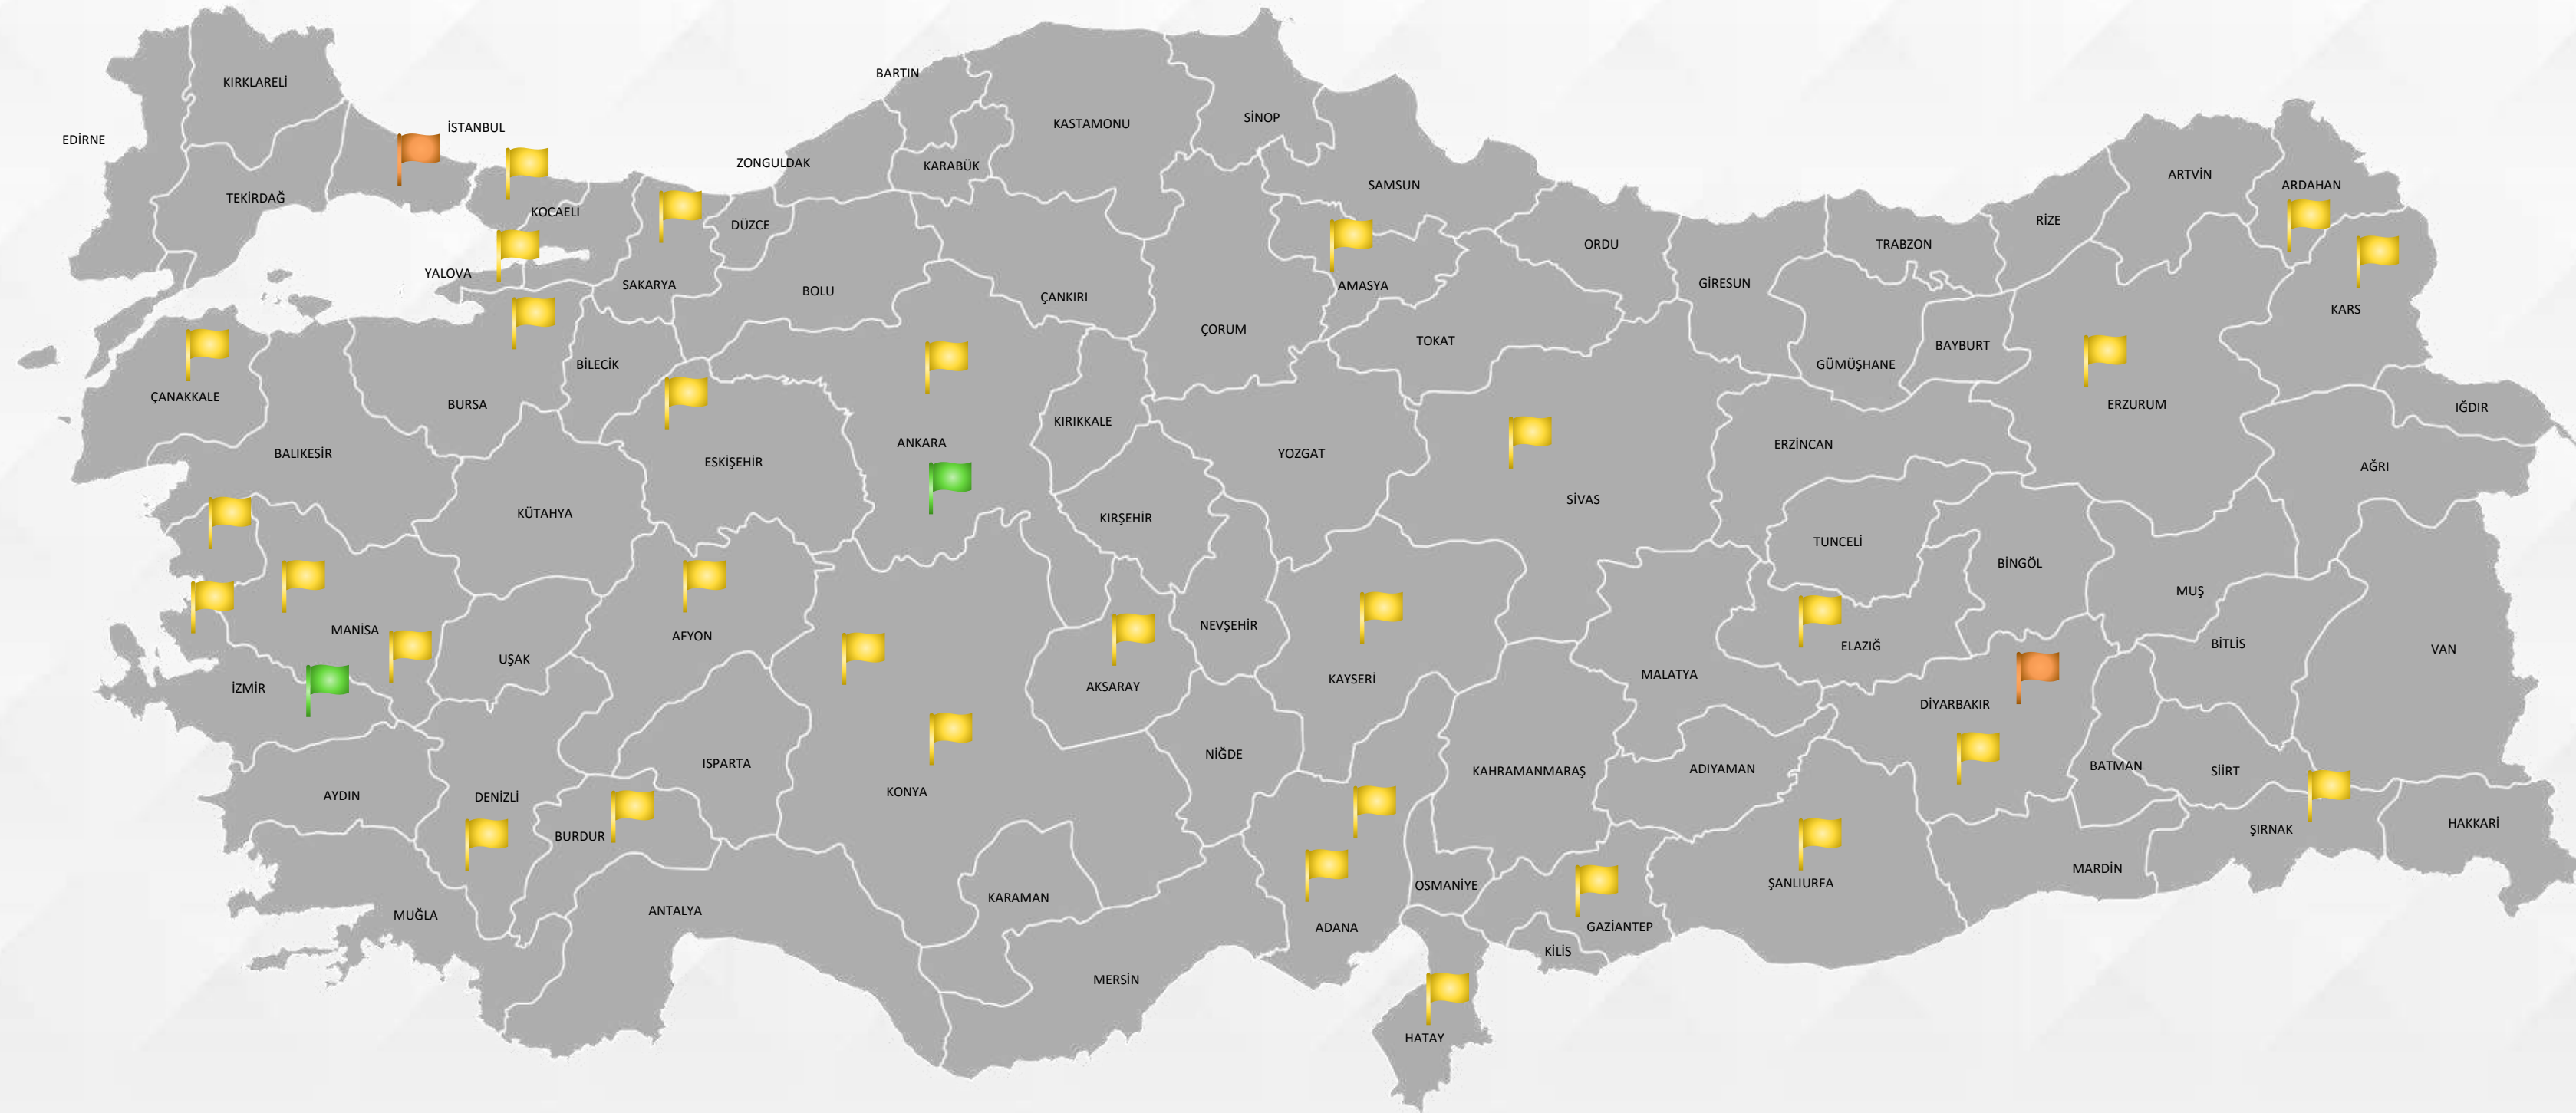 KIRKLARELİ
EDİRNE
TEKİRDAĞ
İSTANBUL
KOCAELİ
YALOVA
SAKARYA
DÜZCE
ZONGULDAK
BARTIN
KARABÜK
KASTAMONU
SİNOP
SAMSUN
BOLU
ÇANKIRI
ÇORUM
AMASYA
TOKAT
ORDU
GİRESUN
TRABZON
RİZE
ARTVİN
ARDAHAN
KARS
GÜMÜŞHANE
BAYBURT
ERZURUM
IĞDIR
AĞRI
ÇANAKKALE
BALIKESİR
BURSA
BİLECİK
ESKİŞEHİR
KÜTAHYA
ANKARA
KIRIKKALE
KIRŞEHİR
YOZGAT
SİVAS
ERZİNCAN
TUNCELİ
BİNGÖL
MUŞ
BİTLİS
VAN
MANİSA
İZMİR
UŞAK
AFYON
AKSARAY
NEVŞEHİR
KAYSERİ
MALATYA
ELAZIĞ
DİYARBAKIR
BATMAN
SİİRT
ŞIRNAK
HAKKARİ
AYDIN
DENİZLİ
BURDUR
ISPARTA
KONYA
NİĞDE
KAHRAMANMARAŞ
ADIYAMAN
ŞANLIURFA
MARDİN
MUĞLA
ANTALYA
KARAMAN
MERSİN
ADANA
OSMANİYE
GAZİANTEP
KİLİS
HATAY